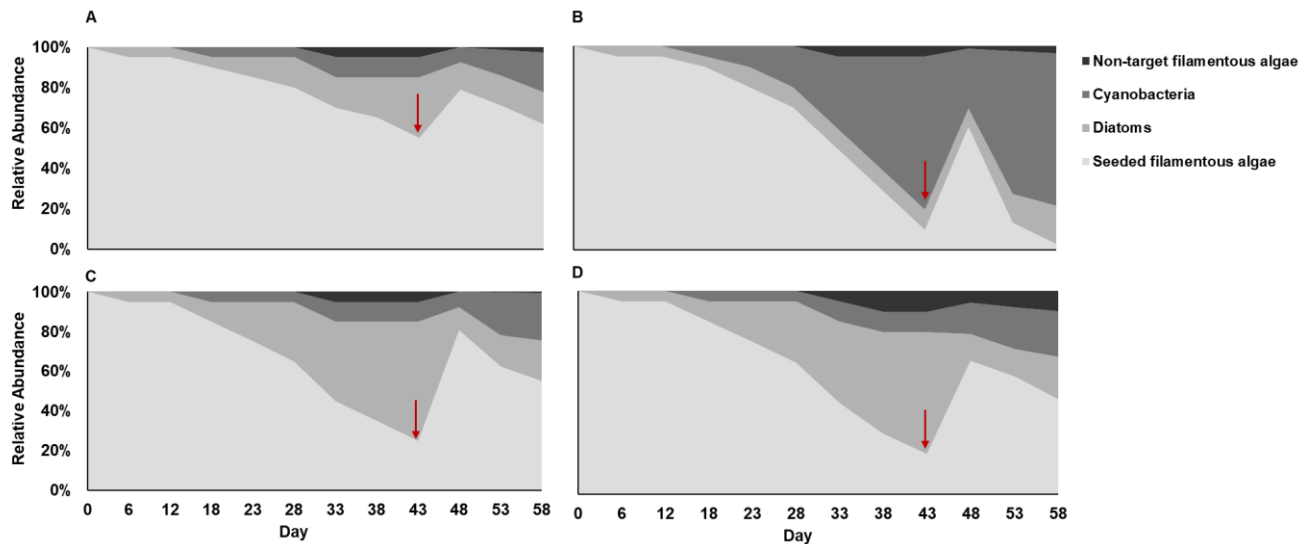 A
B
100%
80%
60%
40%
20%
0%
Relative Abundance
Non-target filamentous algae
Cyanobacteria
Diatoms
Seeded filamentous algae
C
D
100%
80%
60%
40%
20%
0%
Relative Abundance
0 6 12 18 23 28 33 38 43 48 53 58
0 6 12 18 23 28 33 38 43 48 53 58
Day
Day